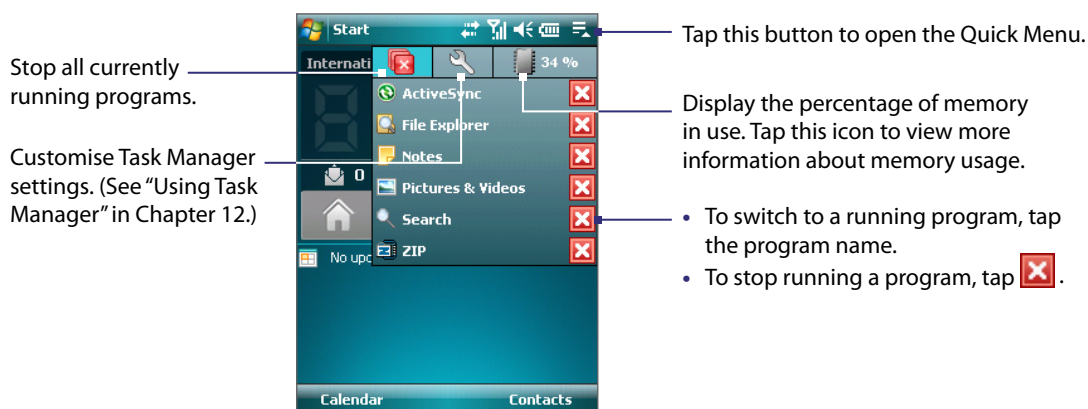 Start
Internati
34 %
ActiveSync
File Explorer
Notes
0
Pictures & Videos
Search
ZIP
No upd
Calendar
Contacts
Stop all currently
running programs.
Customise Task Manager
settings. (See “Using Task
Manager” in Chapter 12.)
Tap this button to open the Quick Menu.
Display the percentage of memory
in use. Tap this icon to view more
information about memory usage.
• To switch to a running program, tap
the program name.
• To stop running a program, tap .